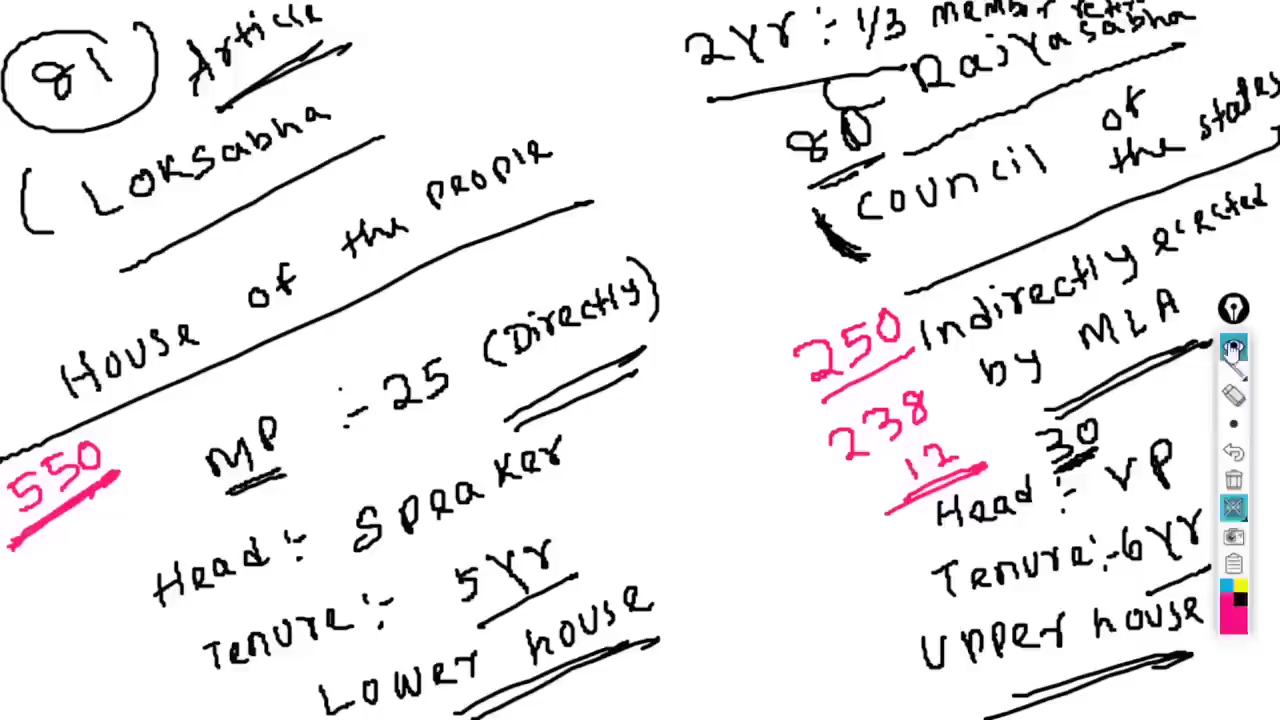 81 Article
(Loksabha
House of the people
550
MP :- 25 (Directly)
Head :- Speaker
Tenure :- 5Yr
Lower house
2Yr :- 1/3 member
Rajyasabha
80
(Council of the states
Indirectly elected
by MLA
250
238
12
30
Head :- VP
Tenure :- 6Yr
Upper house